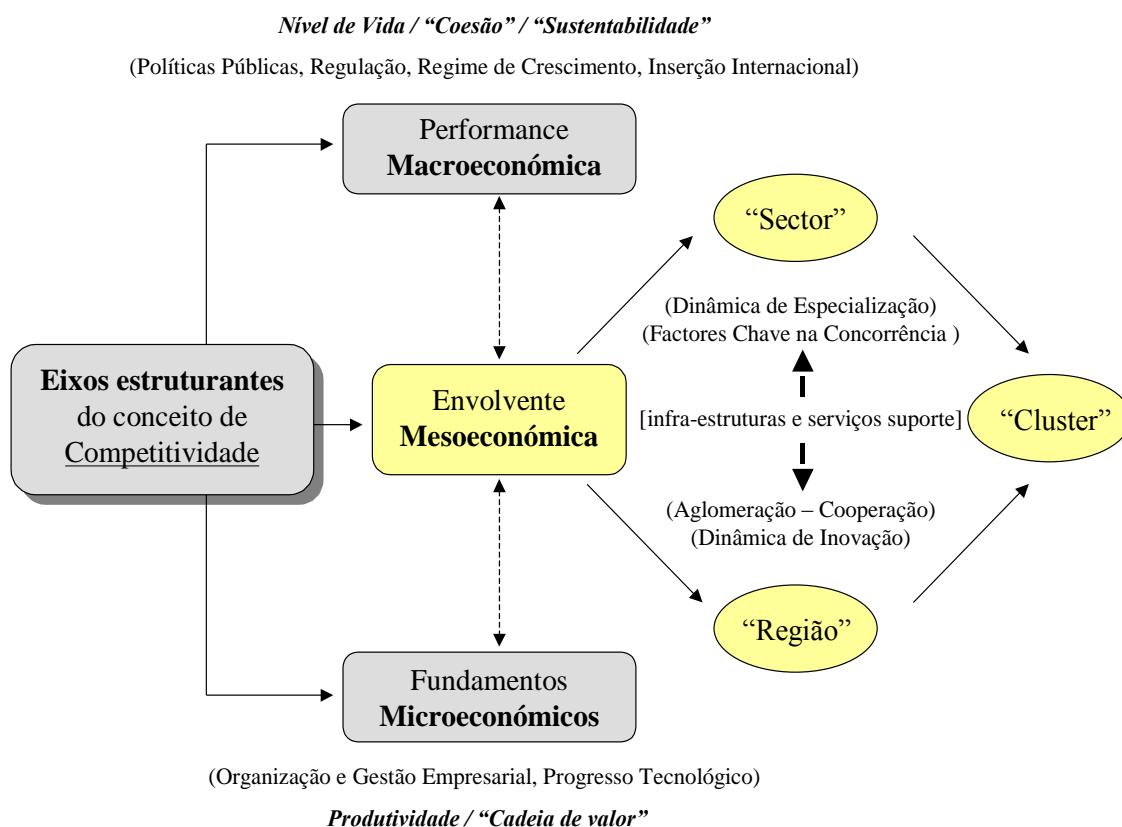 Nível de Vida / “Coesão” / “Sustentabilidade”
(Políticas Públicas, Regulação, Regime de Crescimento, Inserção Internacional)
Performance
Macroeconómica
“Sector”
(Dinâmica de Especialização)
(Factores Chave na Concorrência )
Eixos estruturantes
do conceito de
Competitividade
Envolvente
Mesoeconómica
[infra-estruturas e serviços suporte]
“Cluster”
(Aglomeração – Cooperação)
(Dinâmica de Inovação)
“Região”
Fundamentos
Microeconómicos
(Organização e Gestão Empresarial, Progresso Tecnológico)
Produtividade / “Cadeia de valor”